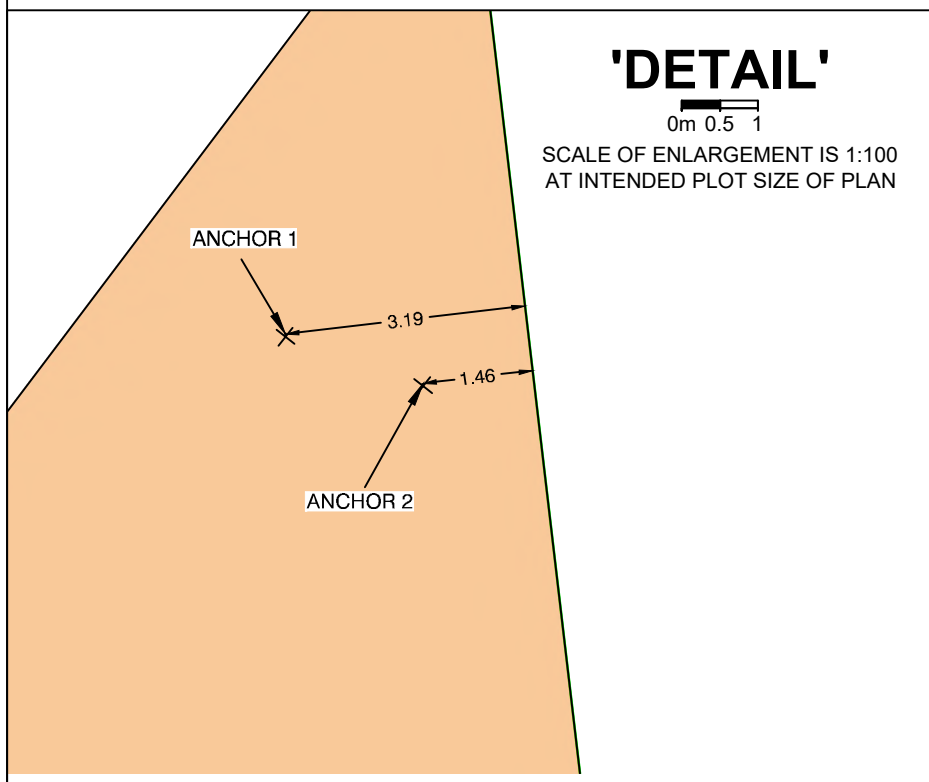 'DETAIL'
0m 0.5 1
SCALE OF ENLARGEMENT IS 1:100
AT INTENDED PLOT SIZE OF PLAN
ANCHOR 1
3.19
1.46
ANCHOR 2